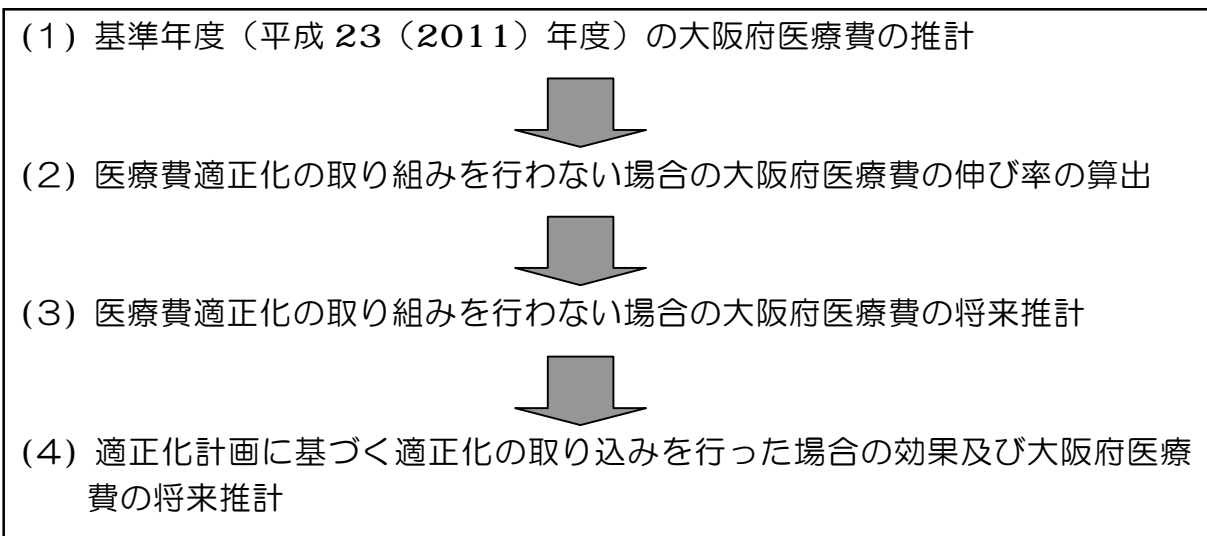 (1) 基準年度（平成 23（2011）年度）の大阪府医療費の推計
(2) 医療費適正化の取り組みを行わない場合の大阪府医療費の伸び率の算出
(3) 医療費適正化の取り組みを行わない場合の大阪府医療費の将来推計
(4) 適正化計画に基づく適正化の取り込みを行った場合の効果及び大阪府医療
費の将来推計